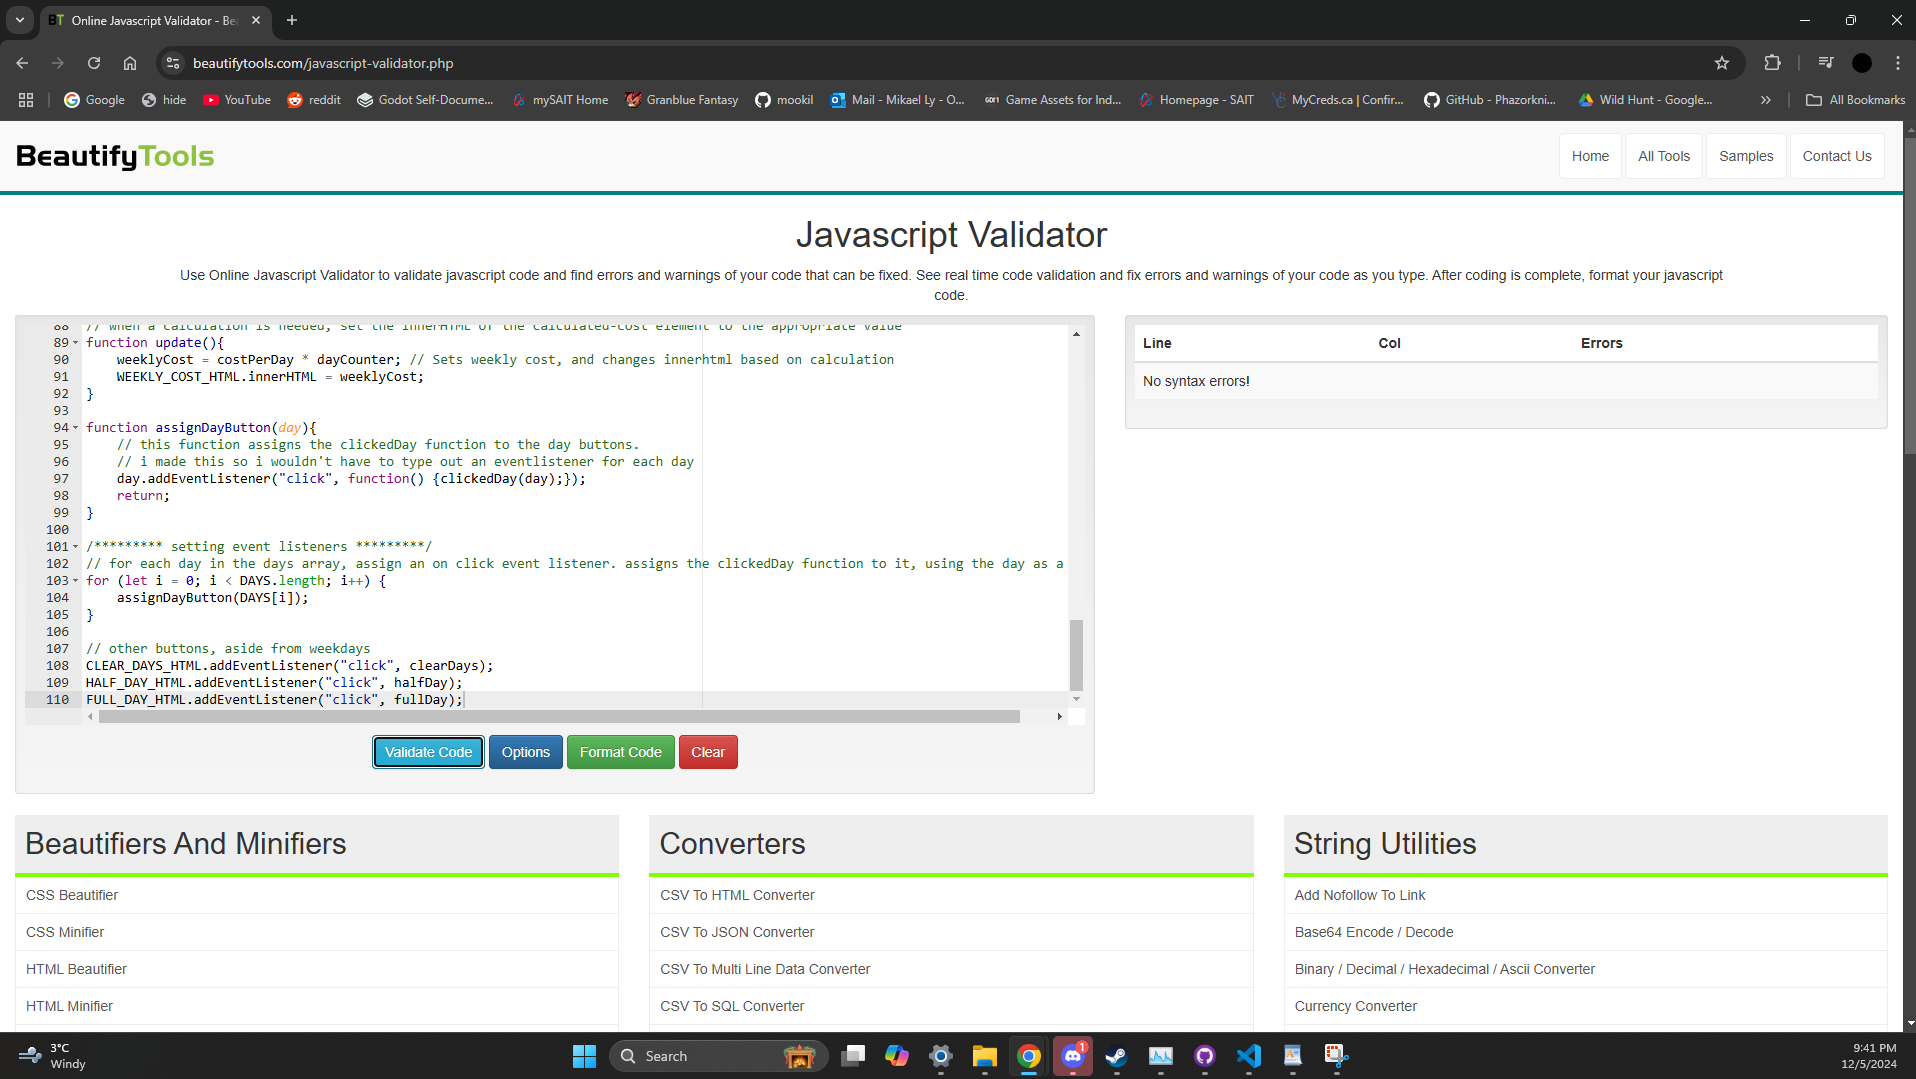 BT Online Javascript Validator - Be
beautifytools.com/javascript-validator.php
Google hide YouTube reddit Godot Self-Docume... mySAIT Home Granblue Fantasy mookil Mail - Mikael Ly - O... Game Assets for Ind... Homepage - SAIT MyCreds.ca | Confir... GitHub - Phazorkni... Wild Hunt - Google... » All Bookmarks
BeautifyTools
Home All Tools Samples Contact Us
Javascript Validator
Use Online Javascript Validator to validate javascript code and find errors and warnings of your code that can be fixed. See real time code validation and fix errors and warnings of your code as you type. After coding is complete, format your javascript
code.
88 // when a calculation is needed, set the innerHTML of the calculated-cost element to the appropriate value
89 function update(){
90 weeklyCost = costPerDay * dayCounter; // Sets weekly cost, and changes innerhtml based on calculation
91 WEEKLY_COST_HTML.innerHTML = weeklyCost;
92 }
93
94 function assignDayButton(day){
95 // this function assigns the clickedDay function to the day buttons.
96 // i made this so i wouldn't have to type out an eventlistener for each day
97 day.addEventListener("click", function() {clickedDay(day);});
98 return;
99 }
100
101 /********* setting event listeners *********/
102 // for each day in the days array, assign an on click event listener. assigns the clickedDay function to it, using the day as a
103 for (let i = 0; i < DAYS.length; i++) {
104 assignDayButton(DAYS[i]);
105 }
106
107 // other buttons, aside from weekdays
108 CLEAR_DAYS_HTML.addEventListener("click", clearDays);
109 HALF_DAY_HTML.addEventListener("click", halfDay);
110 FULL_DAY_HTML.addEventListener("click", fullDay);
Validate Code Options Format Code Clear
Line Col Errors
No syntax errors!
Beautifiers And Minifiers
CSS Beautifier
CSS Minifier
HTML Beautifier
HTML Minifier
Converters
CSV To HTML Converter
CSV To JSON Converter
CSV To Multi Line Data Converter
CSV To SQL Converter
String Utilities
Add Nofollow To Link
Base64 Encode / Decode
Binary / Decimal / Hexadecimal / Ascii Converter
Currency Converter
3°C
Windy
Search
1
9:41 PM
12/5/2024